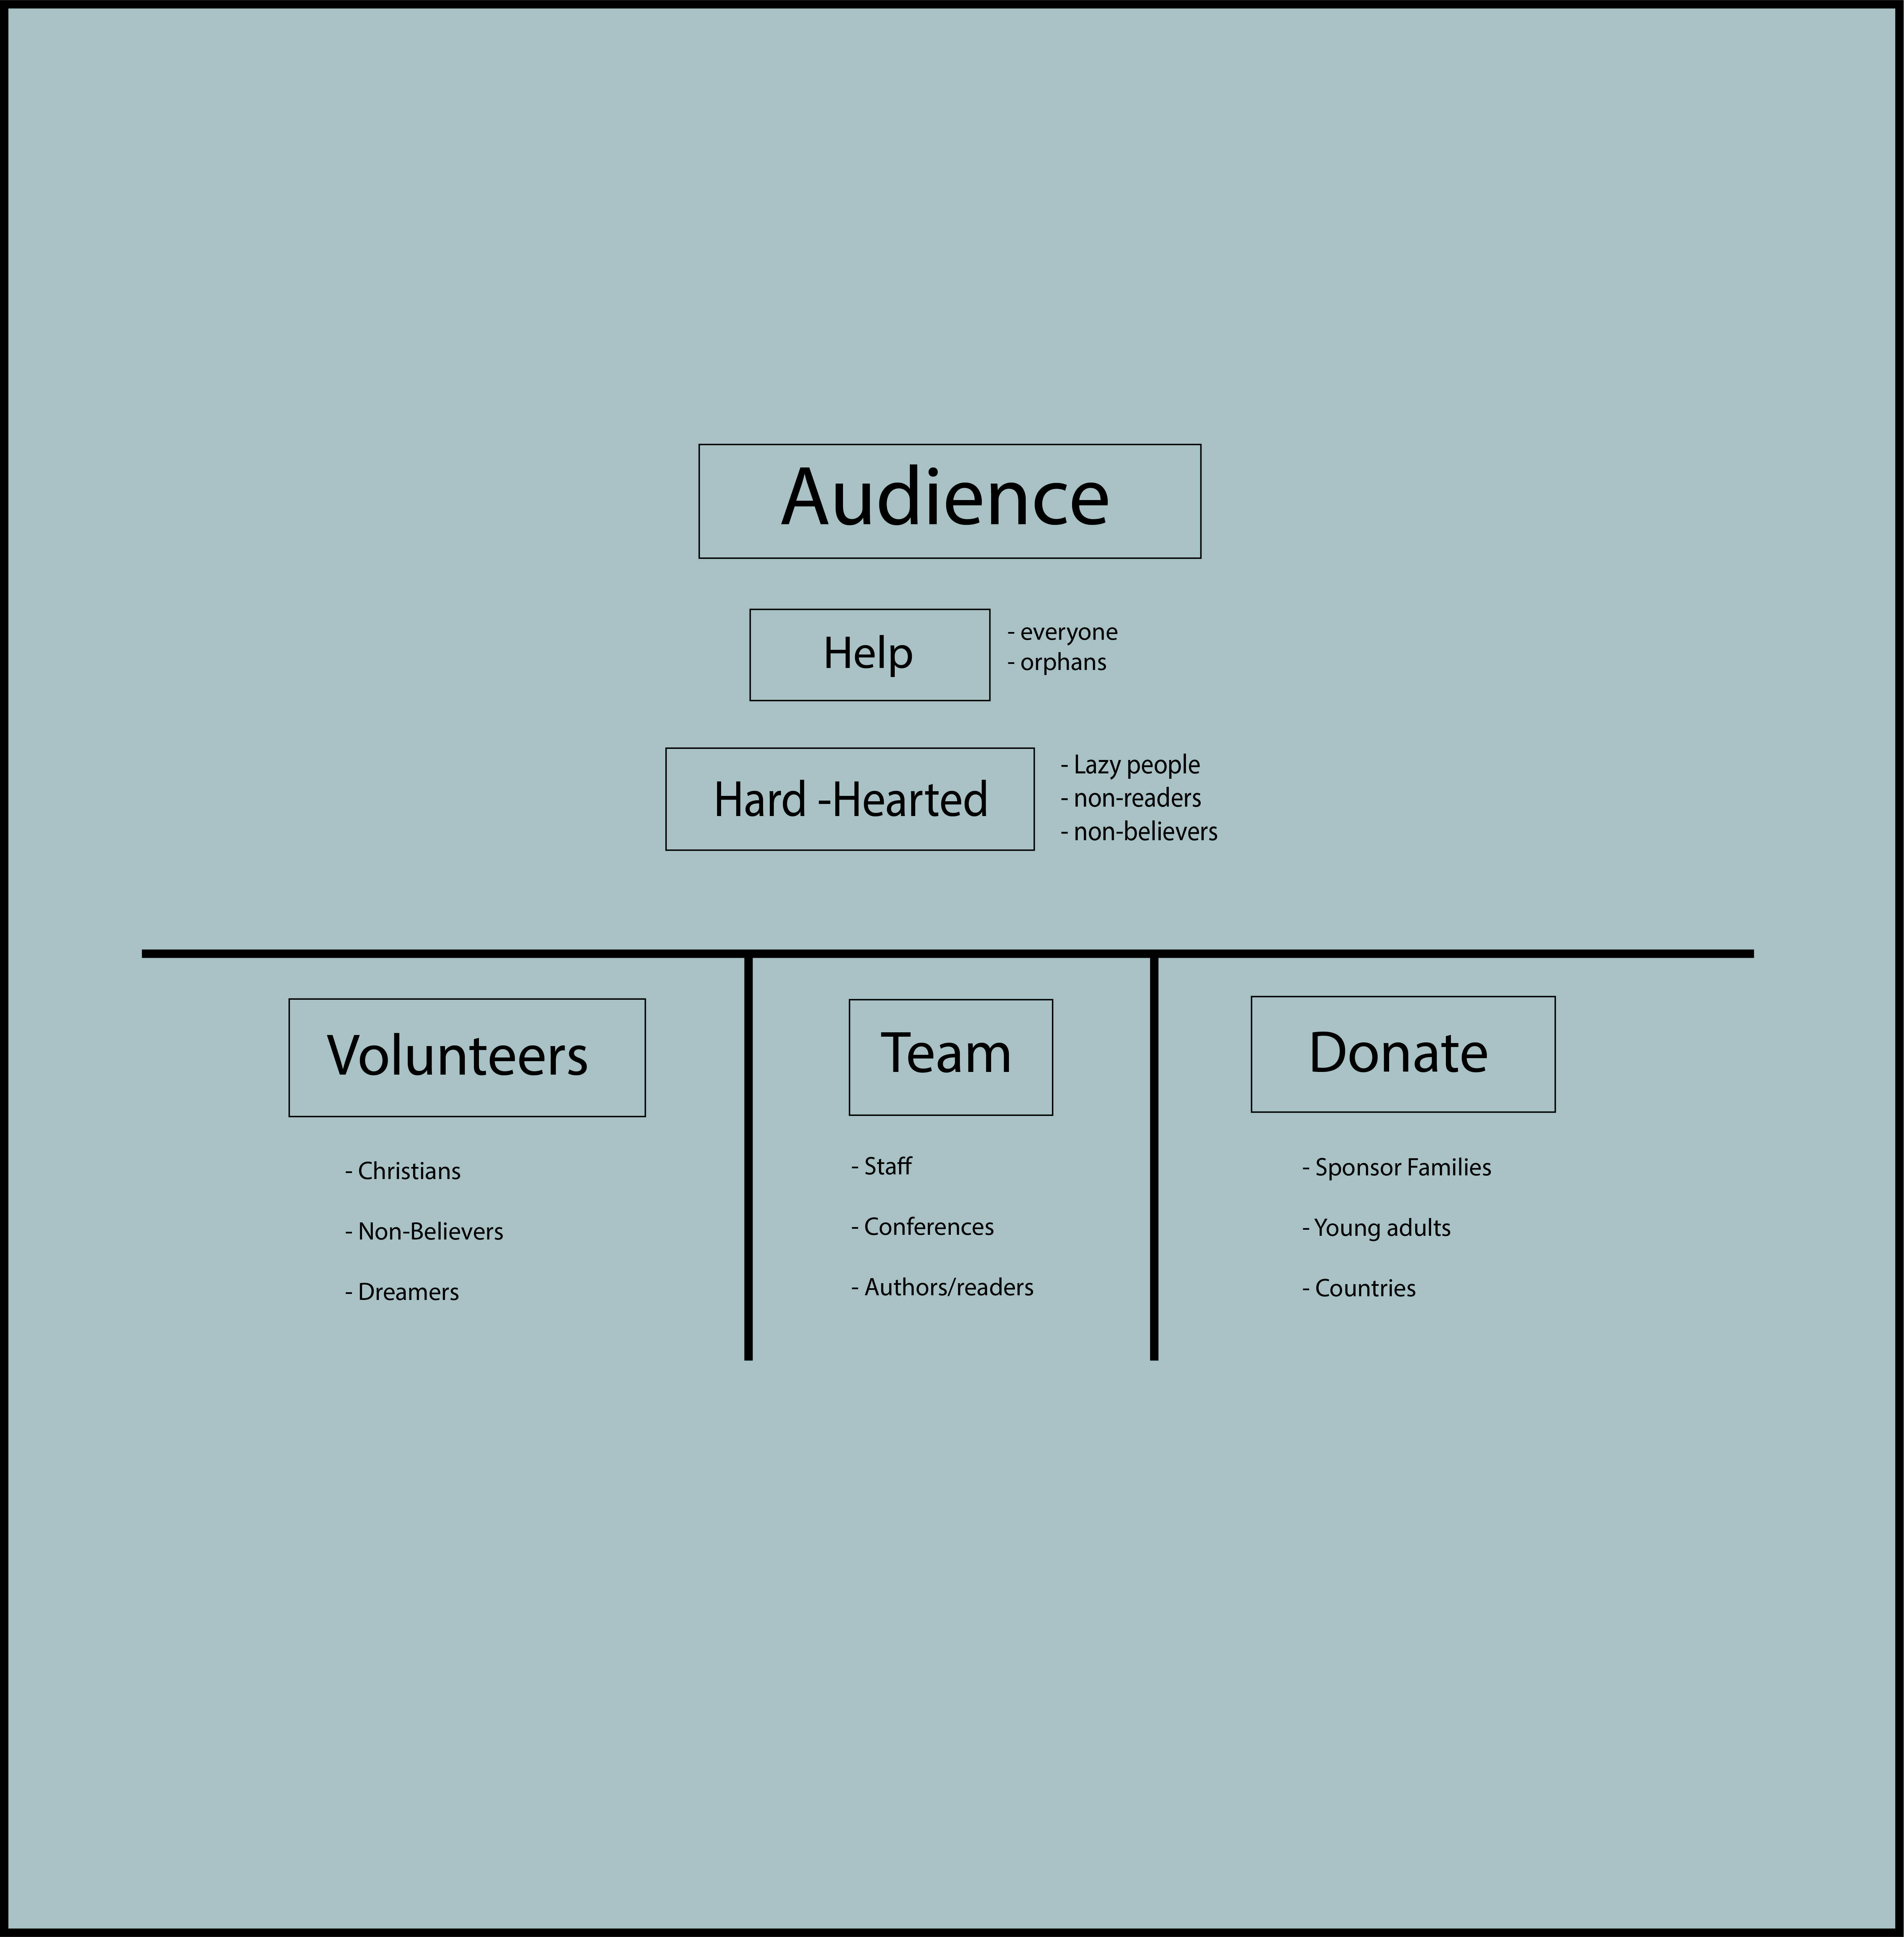 Audience
Help
- everyone
- orphans
Hard -Hearted
- Lazy people
- non-readers
- non-believers
Volunteers
- Christians
- Non-Believers
- Dreamers
Team
- Staff
- Conferences
- Authors/readers
Donate
- Sponsor Families
- Young adults
- Countries